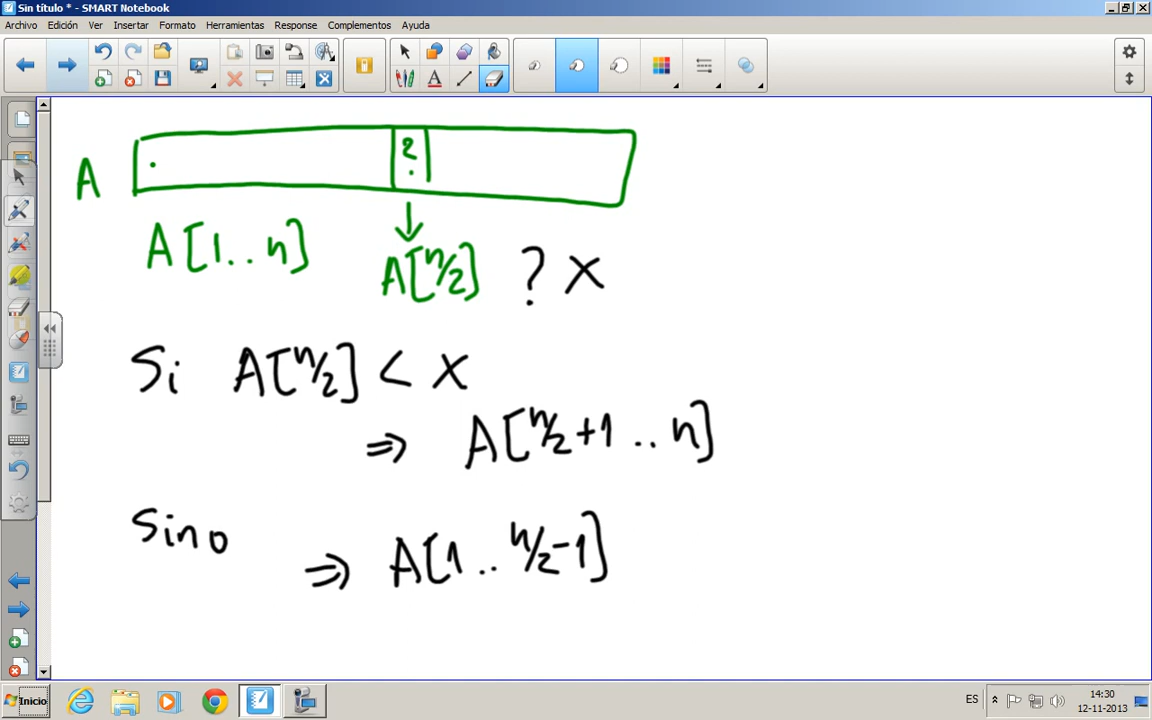 Sin título * - SMART Notebook
Archivo Edición Ver Insertar Formato Herramientas Response Complementos Ayuda
A
?
A[1..n]
A[n/2] ? x
Si A[n/2] < x
⇒ A[n/2+1 .. n]
Sino
⇒ A[1 .. n/2-1]
Inicio
ES
14:30
12-11-2013